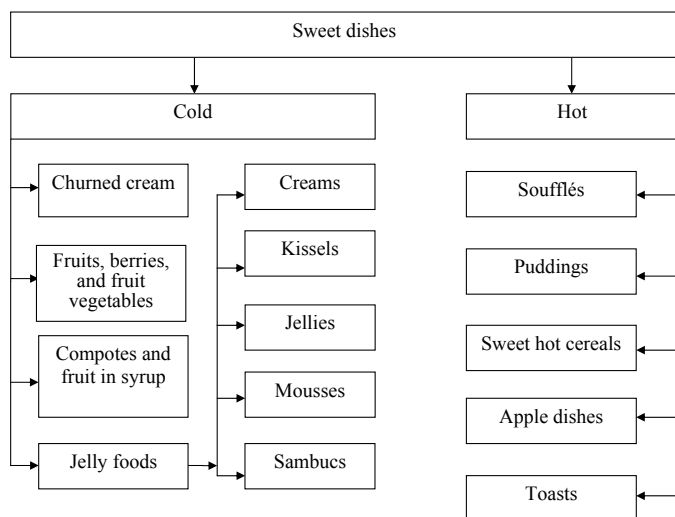 Sweet dishes
Cold
Hot
Churned cream
Fruits, berries,
and fruit
vegetables
Compotes and
fruit in syrup
Jelly foods
Creams
Kissels
Jellies
Mousses
Sambucs
Soufflés
Puddings
Sweet hot cereals
Apple dishes
Toasts